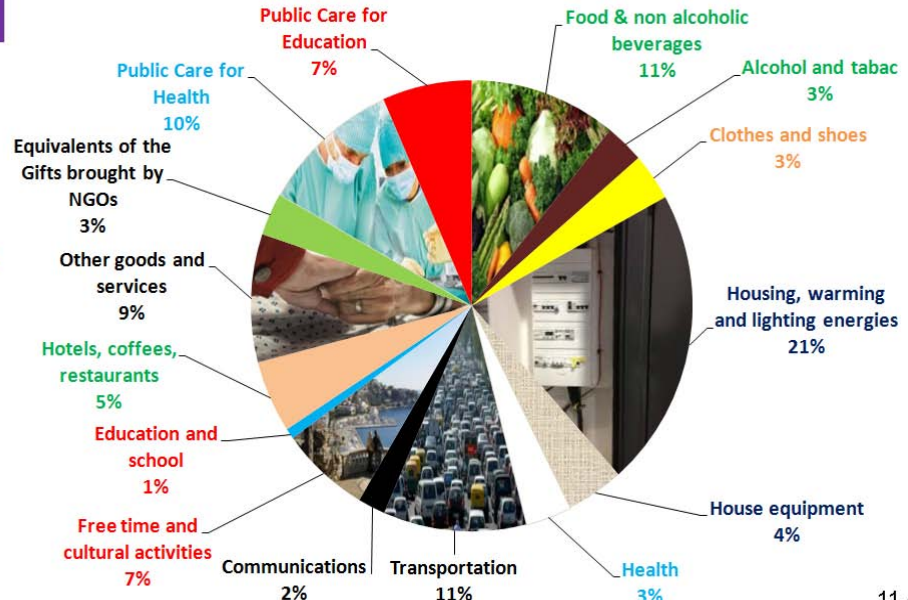 Public Care for
Education
7%
Food & non alcoholic
beverages
11%
Alcohol and tabac
3%
Clothes and shoes
3%
Housing, warming
and lighting energies
21%
House equipment
4%
Health
3%
Transportation
11%
Communications
2%
Free time and
cultural activities
7%
Education and
school
1%
Hotels, coffees,
restaurants
5%
Other goods and
services
9%
Equivalents of the
Gifts brought by
NGOs
3%
Public Care for
Health
10%
11